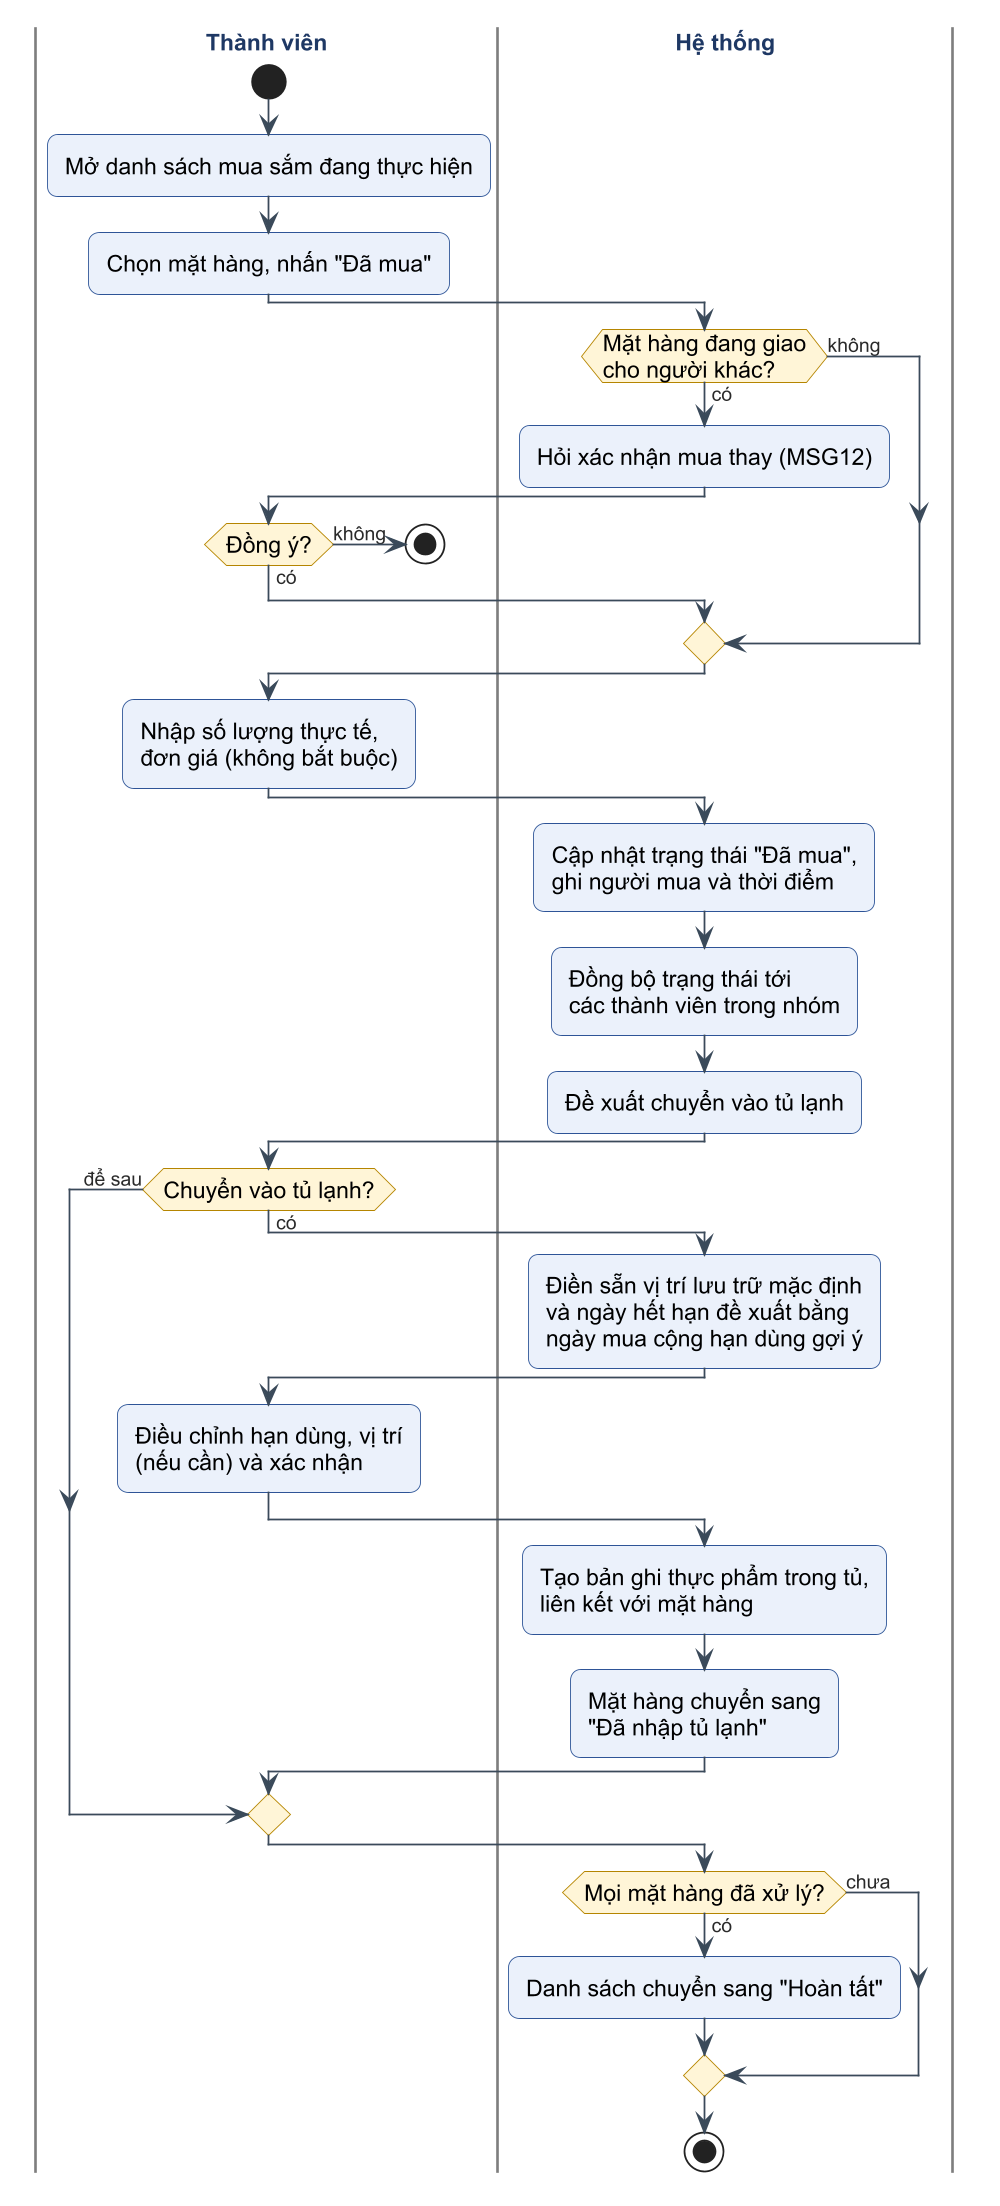 Thành viên
Hệ thống
Mở danh sách mua sắm đang thực hiện
Chọn mặt hàng, nhấn "Đã mua"
Mặt hàng đang giao
cho người khác?
không
có
Hỏi xác nhận mua thay (MSG12)
Đồng ý?
không
có
Nhập số lượng thực tế,
đơn giá (không bắt buộc)
Cập nhật trạng thái "Đã mua",
ghi người mua và thời điểm
Đồng bộ trạng thái tới
các thành viên trong nhóm
Đề xuất chuyển vào tủ lạnh
để sau
Chuyển vào tủ lạnh?
có
Điền sẵn vị trí lưu trữ mặc định
và ngày hết hạn đề xuất bằng
ngày mua cộng hạn dùng gợi ý
Điều chỉnh hạn dùng, vị trí
(nếu cần) và xác nhận
Tạo bản ghi thực phẩm trong tủ,
liên kết với mặt hàng
Mặt hàng chuyển sang
"Đã nhập tủ lạnh"
Mọi mặt hàng đã xử lý?
chưa
có
Danh sách chuyển sang "Hoàn tất"